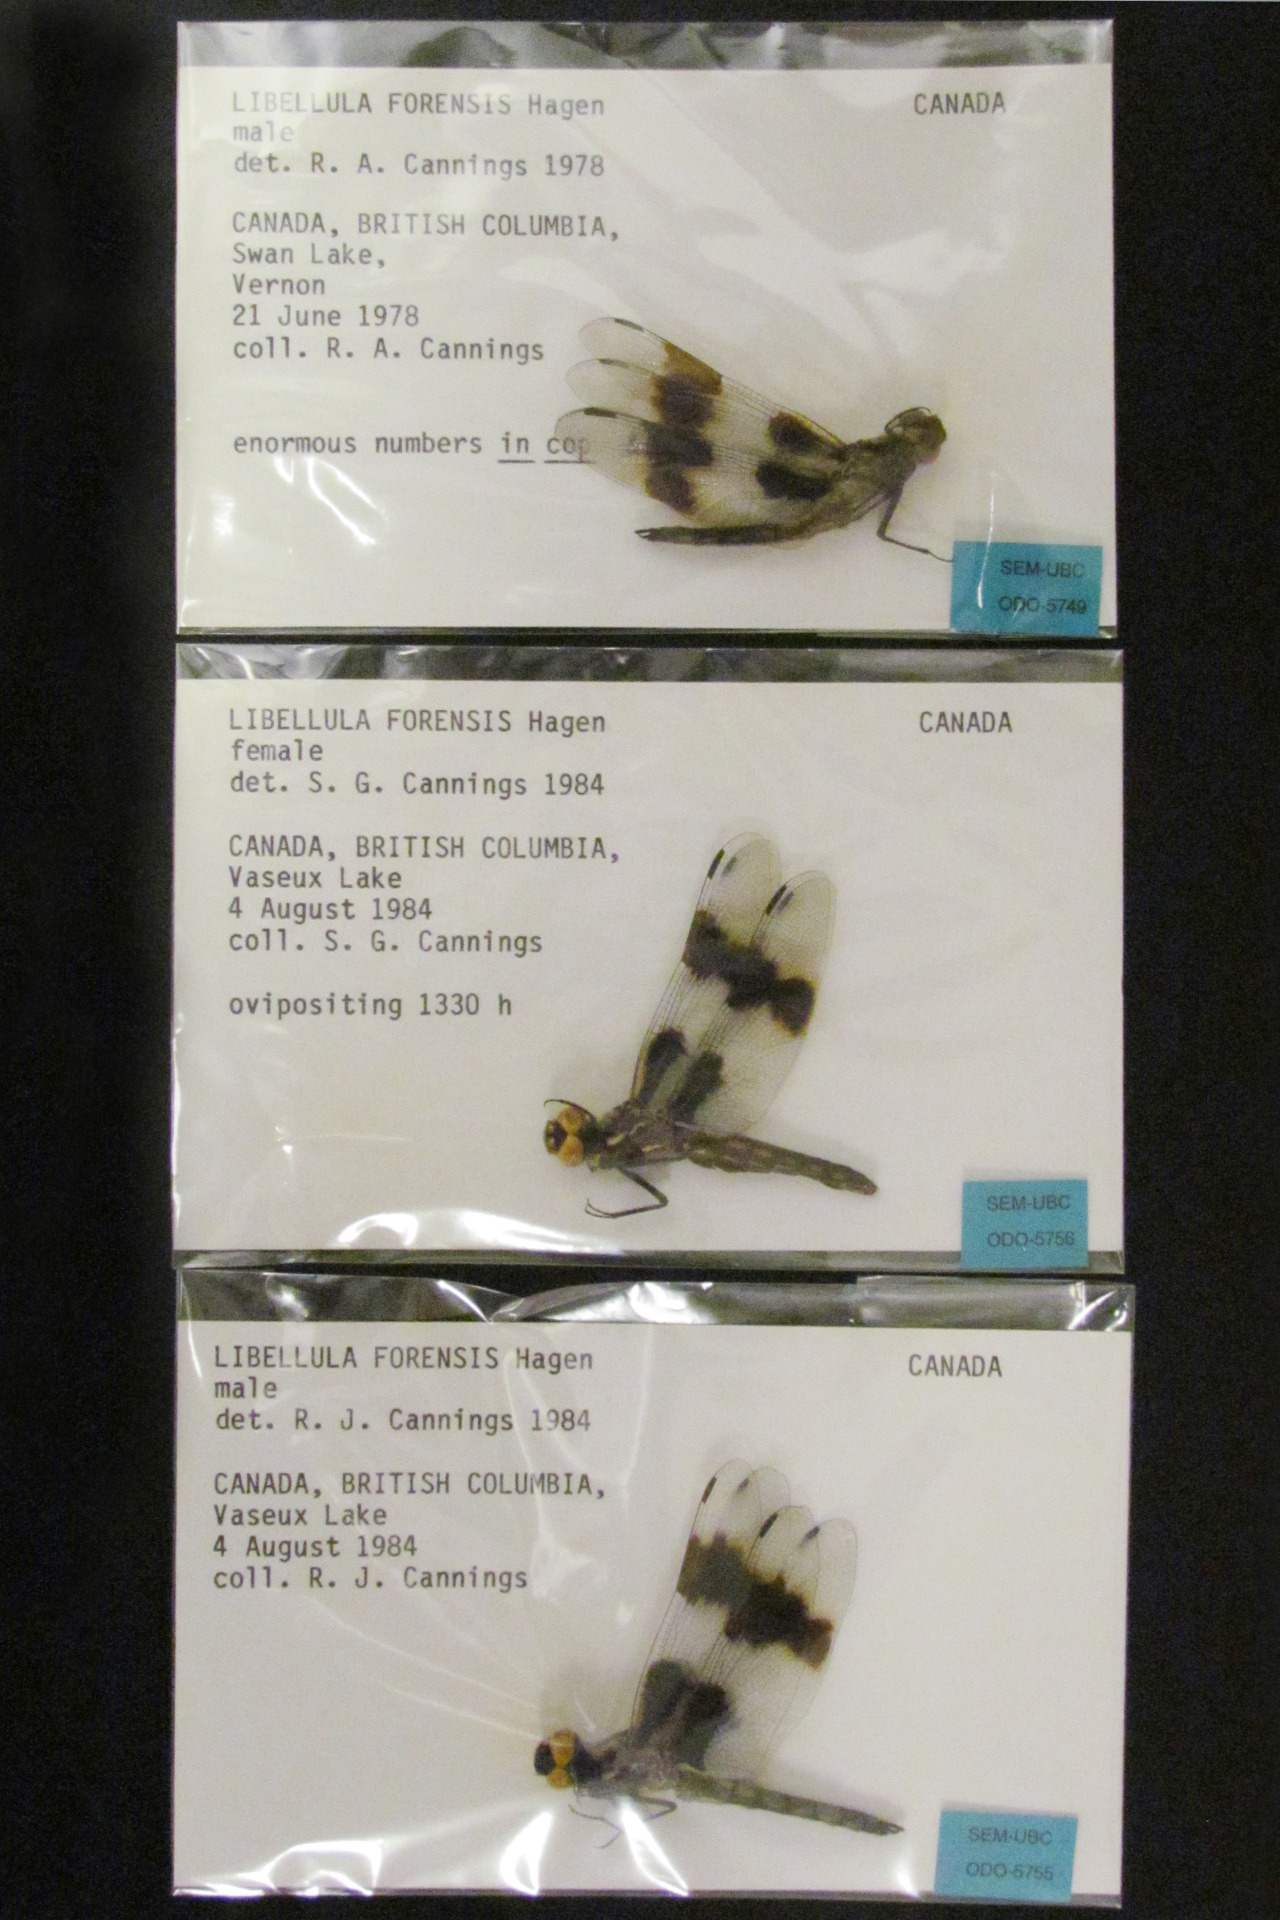 LIBELLULA FORENSIS Hagen CANADA
male
det. R. A. Cannings 1978
CANADA, BRITISH COLUMBIA,
Swan Lake,
Vernon
21 June 1978
coll. R. A. Cannings
enormous numbers in cop
SEM-UBC
ODO-5749
LIBELLULA FORENSIS Hagen CANADA
female
det. S. G. Cannings 1984
CANADA, BRITISH COLUMBIA,
Vaseux Lake
4 August 1984
coll. S. G. Cannings
ovipositing 1330 h
SEM-UBC
ODO-5756
LIBELLULA FORENSIS Hagen CANADA
male
det. R. J. Cannings 1984
CANADA, BRITISH COLUMBIA,
Vaseux Lake
4 August 1984
coll. R. J. Cannings
SEM-UBC
ODO-5755